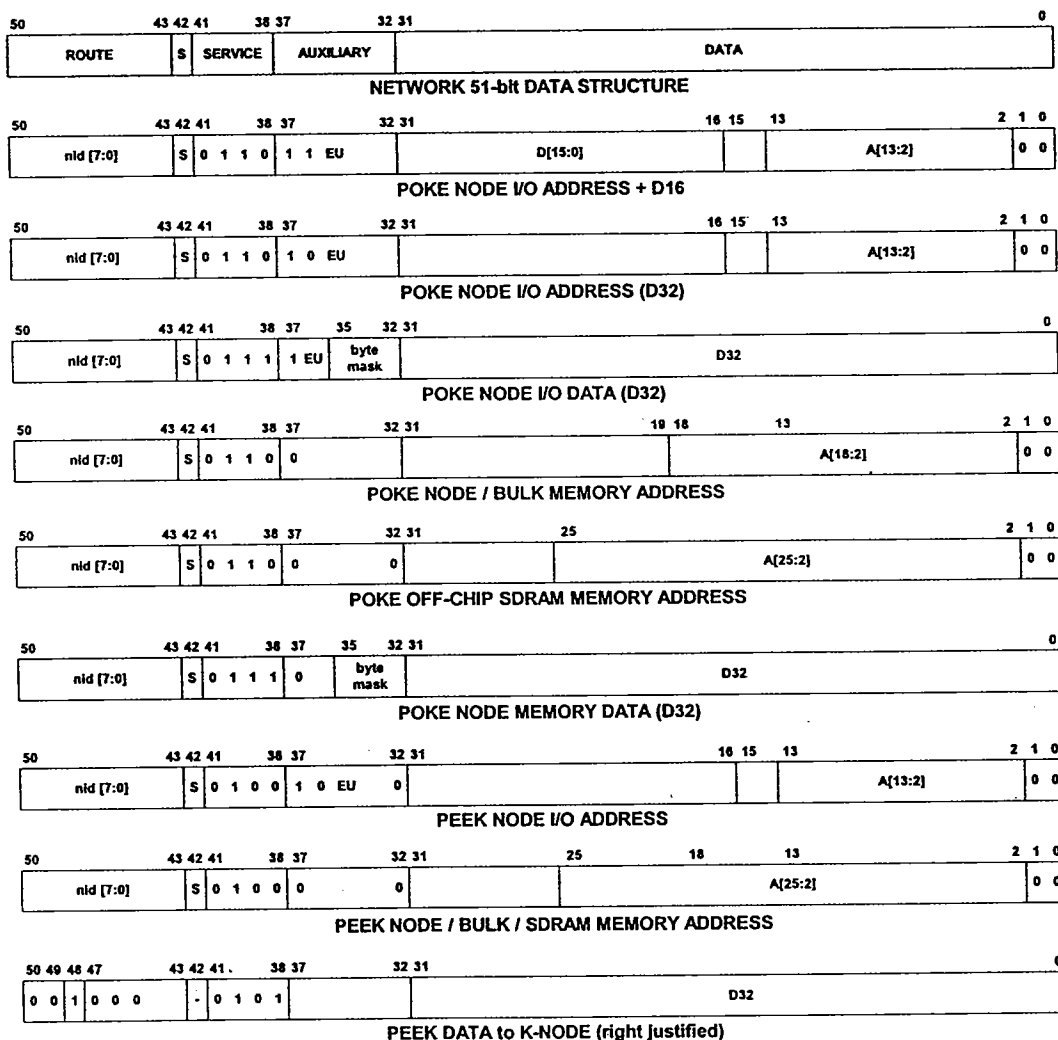 50 43 42 41 38 37 32 31 0
ROUTE S SERVICE AUXILIARY DATA
NETWORK 51-bit DATA STRUCTURE
50 43 42 41 38 37 32 31 16 15 13 2 1 0
nid [7:0] S 0 1 1 0 1 1 EU D[15:0] A[13:2] 0 0
POKE NODE I/O ADDRESS + D16
50 43 42 41 38 37 32 31 16 15 13 2 1 0
nid [7:0] S 0 1 1 0 1 0 EU A[13:2] 0 0
POKE NODE I/O ADDRESS (D32)
50 43 42 41 38 37 35 32 31 0
nid [7:0] S 0 1 1 1 1 EU byte mask D32
POKE NODE I/O DATA (D32)
50 43 42 41 38 37 32 31 19 18 13 2 1 0
nid [7:0] S 0 1 1 0 0 A[18:2] 0 0
POKE NODE / BULK MEMORY ADDRESS
50 43 42 41 38 37 32 31 25 2 1 0
nid [7:0] S 0 1 1 0 0 0 A[25:2] 0 0
POKE OFF-CHIP SDRAM MEMORY ADDRESS
50 43 42 41 38 37 35 32 31 0
nid [7:0] S 0 1 1 1 0 byte mask D32
POKE NODE MEMORY DATA (D32)
50 43 42 41 38 37 32 31 16 15 13 2 1 0
nid [7:0] S 0 1 0 0 1 0 EU 0 A[13:2] 0 0
PEEK NODE I/O ADDRESS
50 43 42 41 38 37 32 31 25 18 13 2 1 0
nid [7:0] S 0 1 0 0 0 0 A[25:2] 0 0
PEEK NODE / BULK / SDRAM MEMORY ADDRESS
50 49 48 47 43 42 41 38 37 32 31 0
0 0 1 0 0 0 - 0 1 0 1 D32
PEEK DATA to K-NODE (right justified)